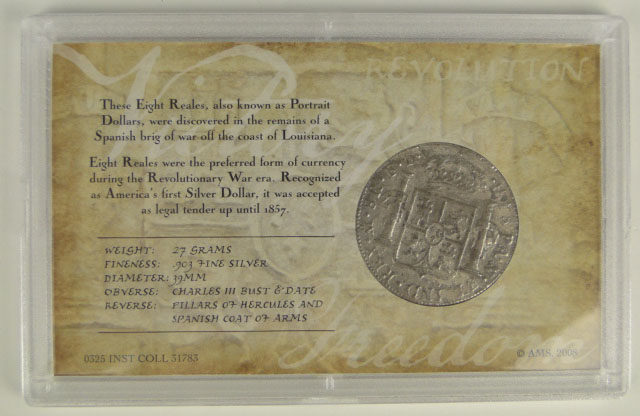 REVOLUTION
These Eight Reales, also known as Portrait
Dollars, were discovered in the remains of a
Spanish brig of war off the coast of Louisiana.
Eight Reales were the preferred form of currency
during the Revolutionary War era. Recognized
as America's first Silver Dollar, it was accepted
as legal tender up until 1857.
WEIGHT: 27 GRAMS
FINENESS: .903 FINE SILVER
DIAMETER: 39MM
OBVERSE: CHARLES III BUST & DATE
REVERSE: PILLARS OF HERCULES AND
SPANISH COAT OF ARMS
Freedom
0325 INST COLL 31783
© AMS, 2008